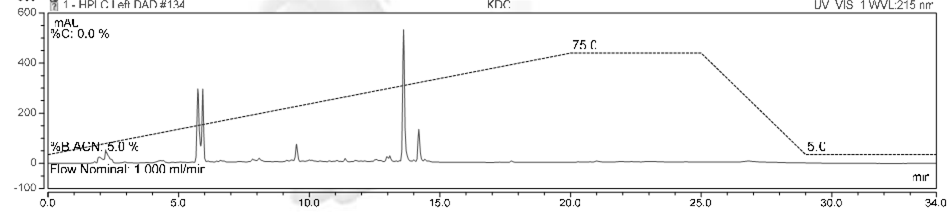 1 - HPLC Left DAD #134 KDC UV_VIS_1 WVL:215 nm
600 mAU
%C: 0.0 %
400
75.0
200
%B ACN: 5.0 %
5.0
0
Flow Nominal: 1.000 ml/min
min
-100
0.0 5.0 10.0 15.0 20.0 25.0 30.0 34.0